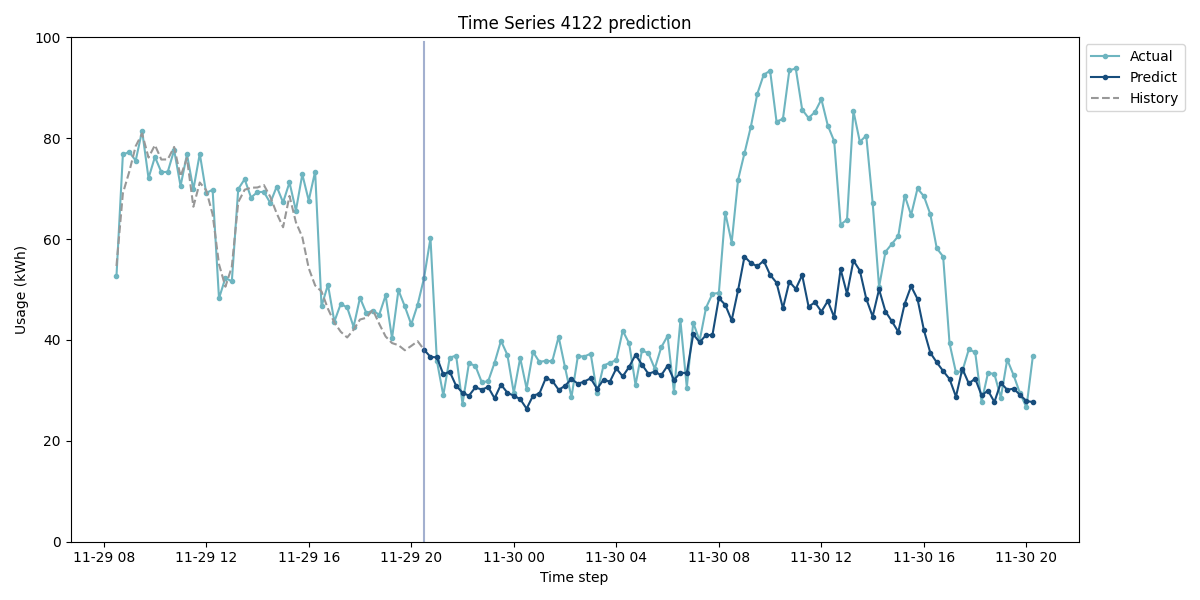 Time Series 4122 prediction
Usage (kWh)
100
80
60
40
20
0
11-29 08 11-29 12 11-29 16 11-29 20 11-30 00 11-30 04 11-30 08 11-30 12 11-30 16 11-30 20
Time step
Actual
Predict
History